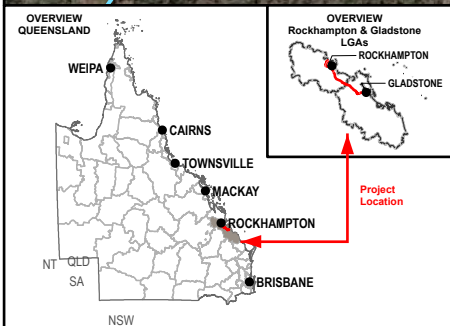 OVERVIEW
QUEENSLAND
WEIPA
CAIRNS
TOWNSVILLE
MACKAY
ROCKHAMPTON
BRISBANE
NT
QLD
SA
NSW
OVERVIEW
Rockhampton & Gladstone
LGAs
ROCKHAMPTON
GLADSTONE
Project
Location